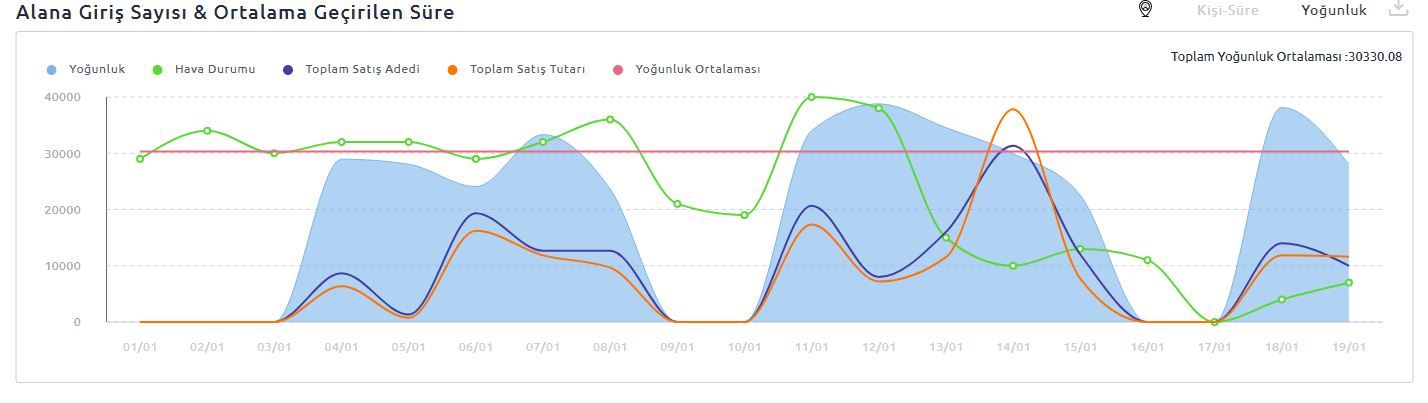 Alana Giriş Sayısı & Ortalama Geçirilen Süre
Kişi-Süre Yoğunluk
Toplam Yoğunluk Ortalaması :30330.08
Yoğunluk Hava Durumu Toplam Satış Adedi Toplam Satış Tutarı Yoğunluk Ortalaması
40000
30000
20000
10000
0
01/01 02/01 03/01 04/01 05/01 06/01 07/01 08/01 09/01 10/01 11/01 12/01 13/01 14/01 15/01 16/01 17/01 18/01 19/01